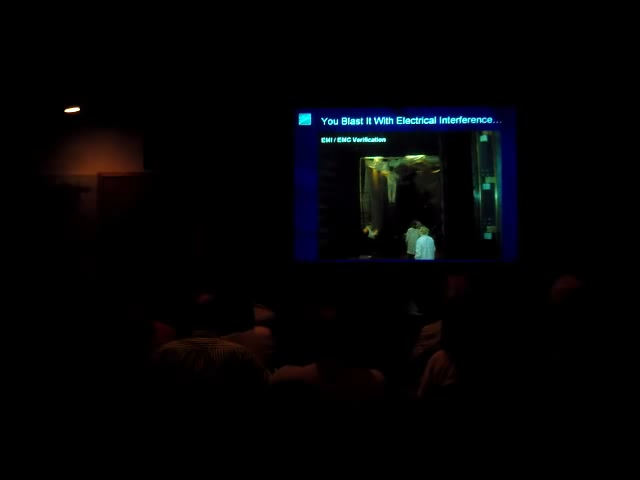 You Blast It With Electrical Interference...
EMI / EMC Verification